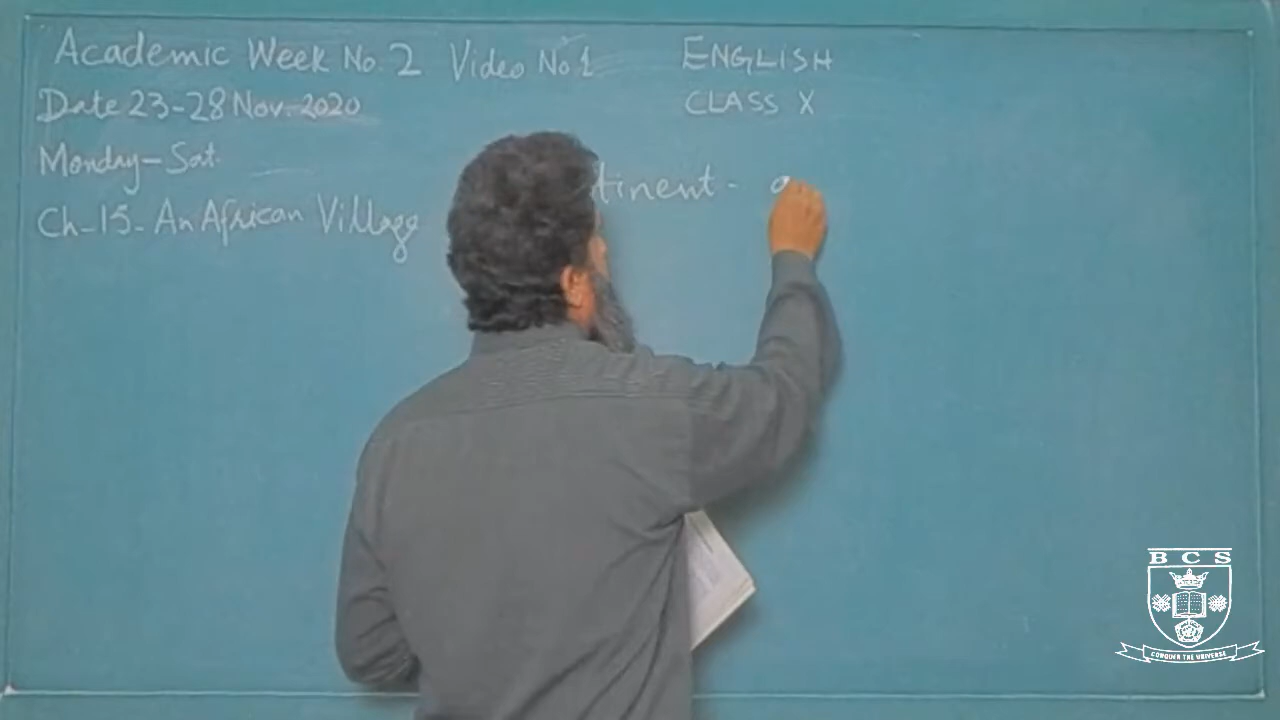 Academic Week No. 2 Video No 1
ENGLISH
Date 23-28 Nov. 2020
CLASS X
Monday-Sat.
tinent -
Ch-15- An African Village
BCS
CONQUER THE UNIVERSE